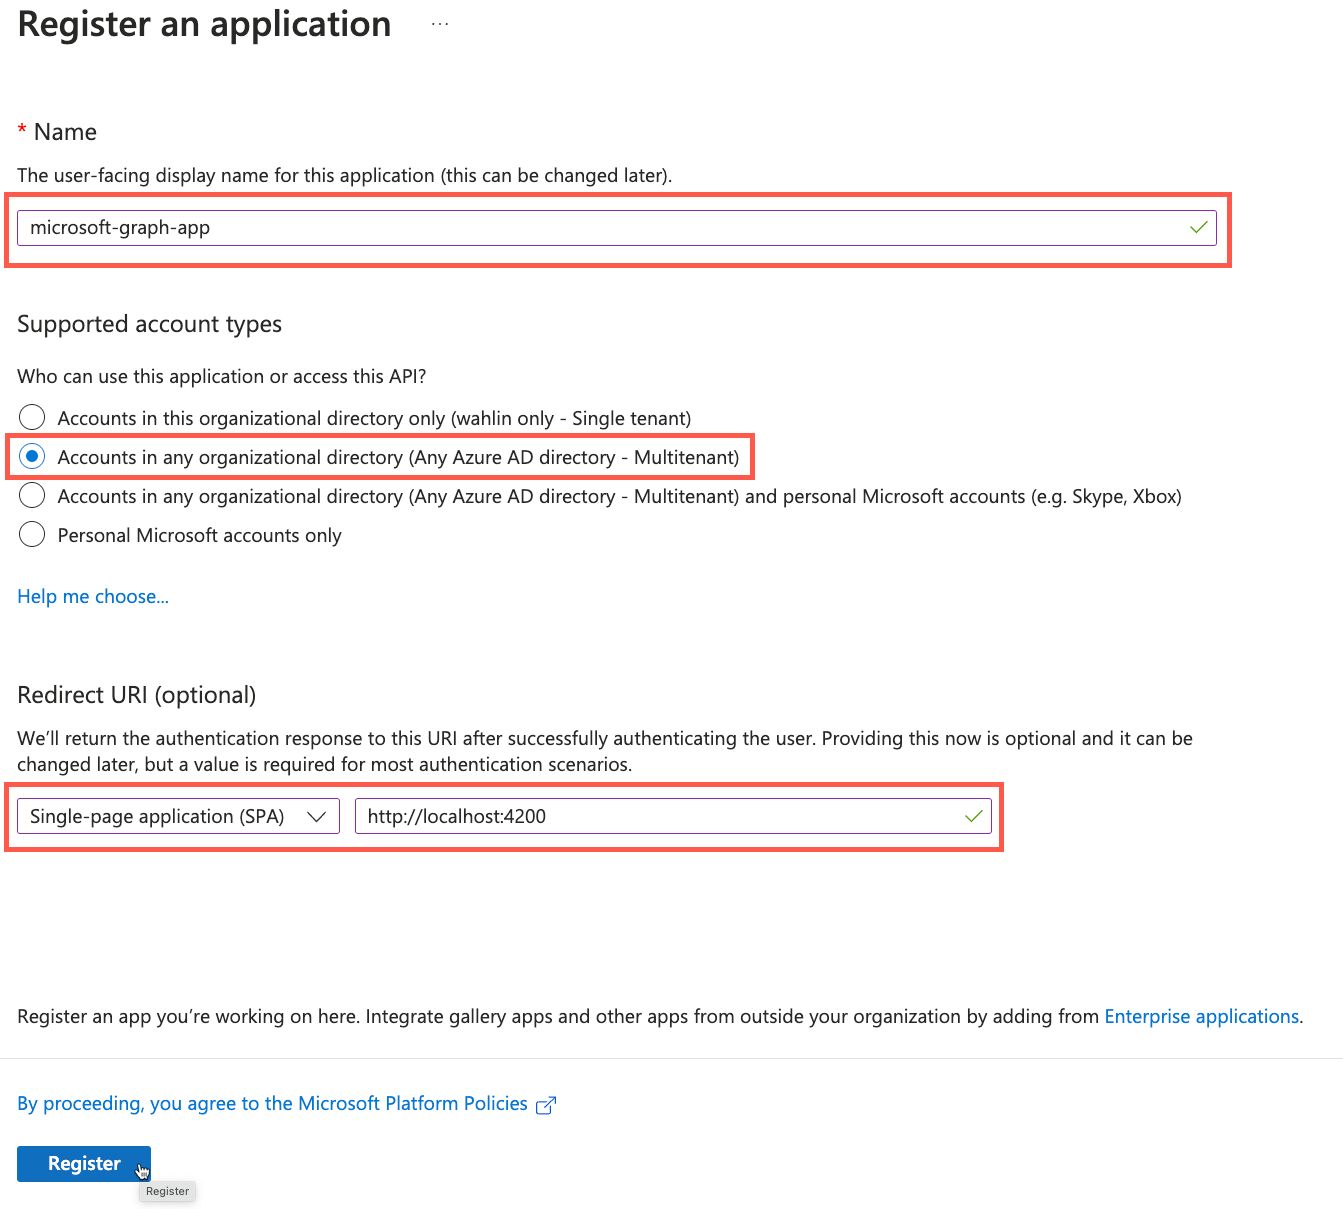 Register an application ...
* Name
The user-facing display name for this application (this can be changed later).
microsoft-graph-app
Supported account types
Who can use this application or access this API?
Accounts in this organizational directory only (wahlin only - Single tenant)
Accounts in any organizational directory (Any Azure AD directory - Multitenant)
Accounts in any organizational directory (Any Azure AD directory - Multitenant) and personal Microsoft accounts (e.g. Skype, Xbox)
Personal Microsoft accounts only
Help me choose...
Redirect URI (optional)
We’ll return the authentication response to this URI after successfully authenticating the user. Providing this now is optional and it can be
changed later, but a value is required for most authentication scenarios.
Single-page application (SPA) http://localhost:4200
Register an app you’re working on here. Integrate gallery apps and other apps from outside your organization by adding from Enterprise applications.
By proceeding, you agree to the Microsoft Platform Policies
Register
Register